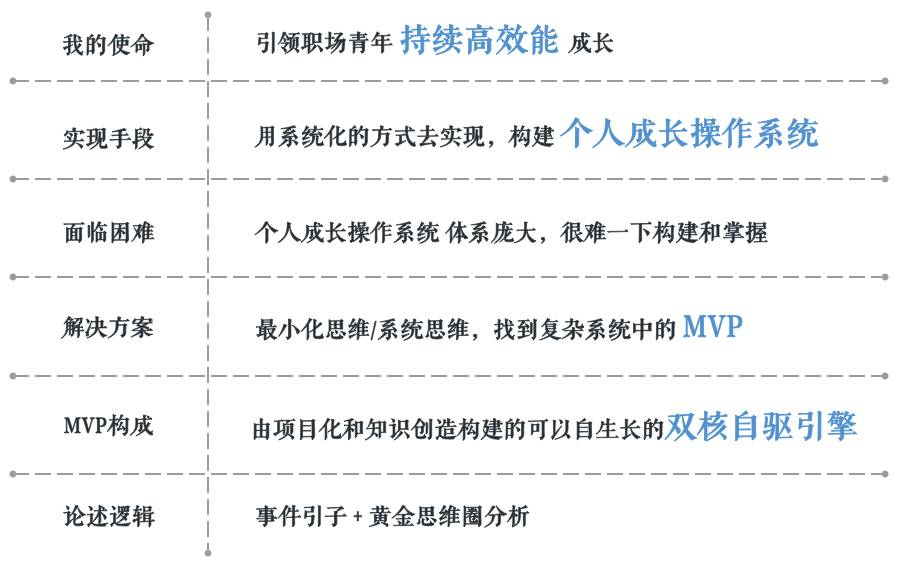 我的使命 引领职场青年 持续高效能 成长
实现手段 用系统化的方式去实现，构建 个人成长操作系统
面临困难 个人成长操作系统 体系庞大，很难一下构建和掌握
解决方案 最小化思维/系统思维，找到复杂系统中的 MVP
MVP构成 由项目化和知识创造构建的可以自生长的双核自驱引擎
论述逻辑 事件引子 + 黄金思维圈分析